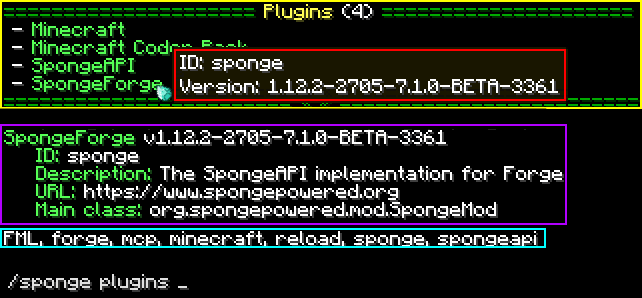 Plugins (4)
- Minecraft
- Minecraft Coder Pack
- SpongeAPI
- SpongeForge
ID: sponge
Version: 1.12.2-2705-7.1.0-BETA-3361
SpongeForge v1.12.2-2705-7.1.0-BETA-3361
ID: sponge
Description: The SpongeAPI implementation for Forge
URL: https://www.spongepowered.org
Main class: org.spongepowered.mod.SpongeMod
FML, forge, mcp, minecraft, reload, sponge, spongeapi
/sponge plugins _